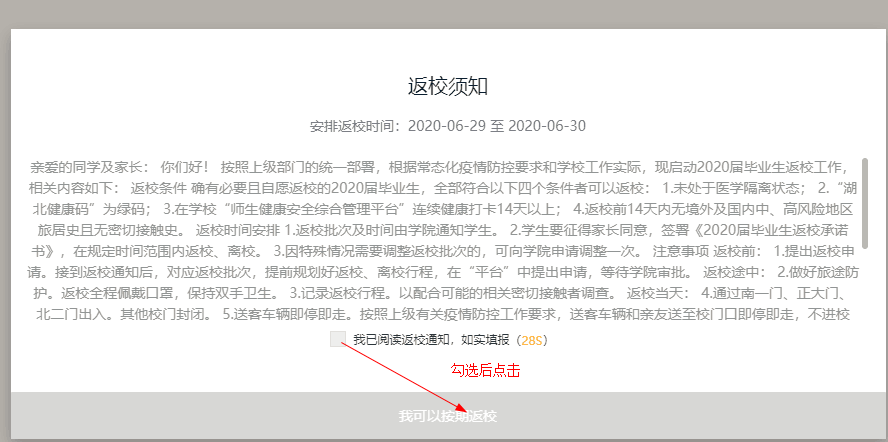 返校须知
安排返校时间：2020-06-29 至 2020-06-30
亲爱的同学及家长： 你们好！ 按照上级部门的统一部署，根据常态化疫情防控要求和学校工作实际，现启动2020届毕业生返校工作，
相关内容如下： 返校条件 确有必要且自愿返校的2020届毕业生，全部符合以下四个条件者可以返校： 1.未处于医学隔离状态； 2.“湖
北健康码”为绿码； 3.在学校“师生健康安全综合管理平台”连续健康打卡14天以上； 4.返校前14天内无境外及国内中、高风险地区
旅居史且无密切接触史。 返校时间安排 1.返校批次及时间由学院通知学生。 2.学生要征得家长同意，签署《2020届毕业生返校承诺
书》，在规定时间范围内返校、离校。 3.因特殊情况需要调整返校批次的，可向学院申请调整一次。 注意事项 返校前： 1.提出返校申
请。接到返校通知后，对应返校批次，提前规划好返校、离校行程，在“平台”中提出申请，等待学院审批。 返校途中： 2.做好旅途防
护。返校全程佩戴口罩，保持双手卫生。 3.记录返校行程。以配合可能的相关密切接触者调查。 返校当天： 4.通过南一门、正大门、
北二门出入。其他校门封闭。 5.送客车辆即停即走。按照上级有关疫情防控工作要求，送客车辆和亲友送至校门口即停即走，不进校
我已阅读返校通知，如实填报（28S）
勾选后点击
我可以按期返校